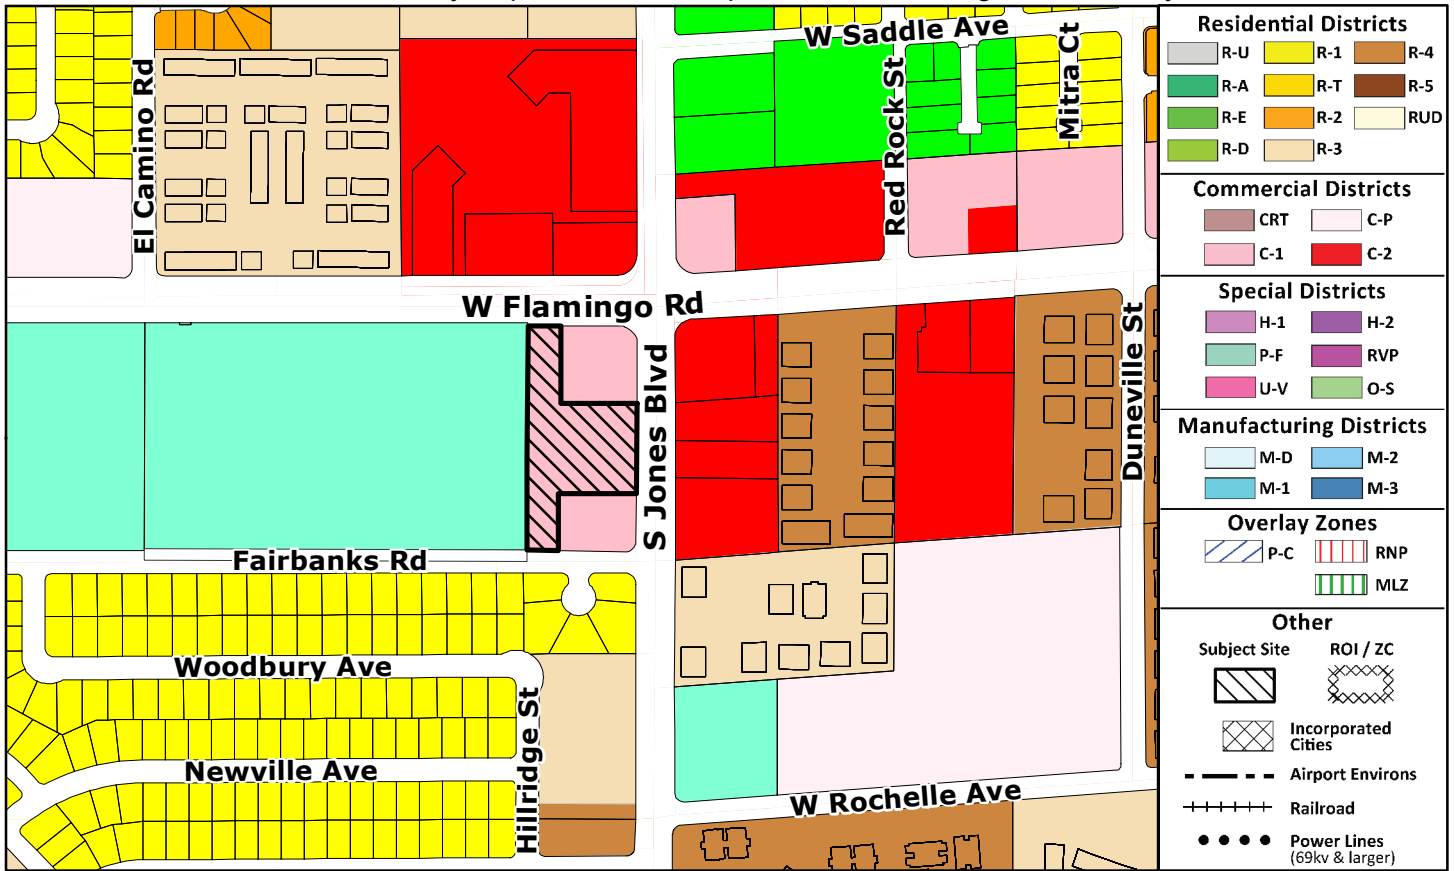 W Saddle Ave
El Camino Rd
Red Rock St
Mitra Ct
W Flamingo Rd
S Jones Blvd
Duneville St
Fairbanks Rd
Woodbury Ave
Hillridge St
Newville Ave
W Rochelle Ave
Residential Districts
R-U R-1 R-4
R-A R-T R-5
R-E R-2 RUD
R-D R-3
Commercial Districts
CRT C-P
C-1 C-2
Special Districts
H-1 H-2
P-F RVP
U-V O-S
Manufacturing Districts
M-D M-2
M-1 M-3
Overlay Zones
P-C RNP
MLZ
Other
Subject Site ROI / ZC
Incorporated
Cities
Airport Environs
Railroad
Power Lines
(69kv & larger)